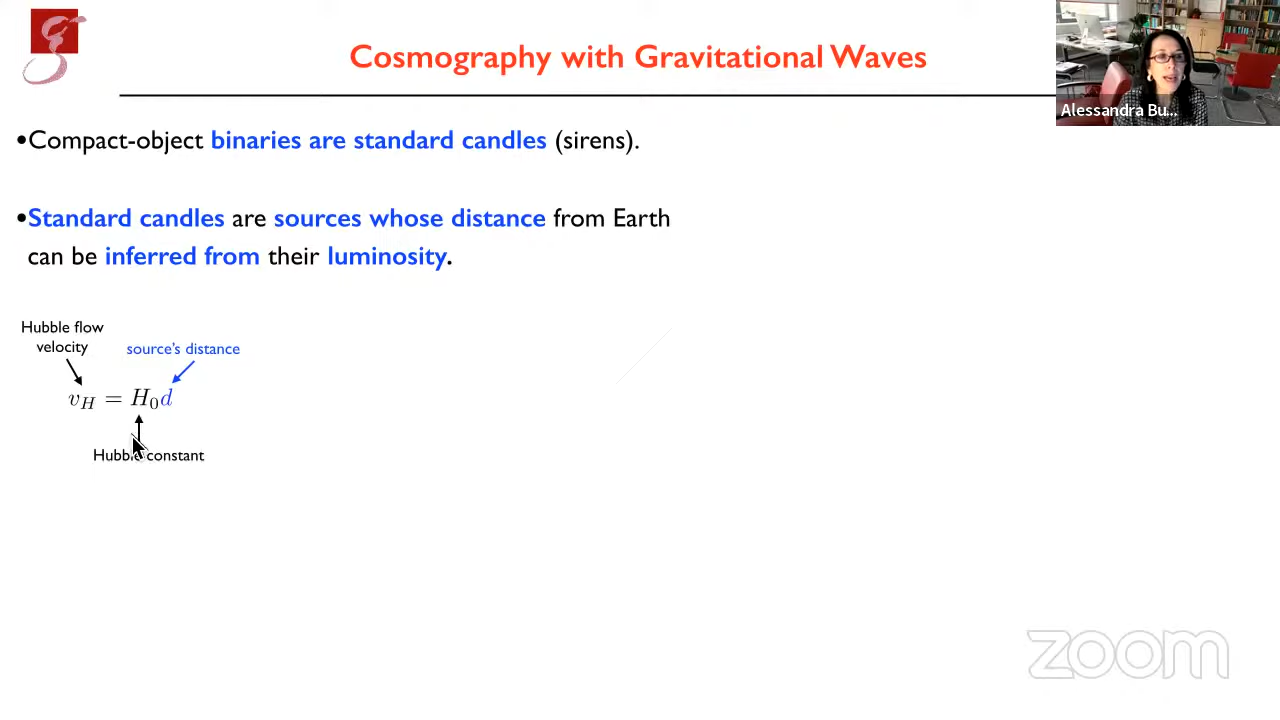 Cosmography with Gravitational Waves
Alessandra Bu...
•Compact-object binaries are standard candles (sirens).
•Standard candles are sources whose distance from Earth
can be inferred from their luminosity.
Hubble flow
velocity
source's distance
v_H = H_0 d
Hubble constant
zoom